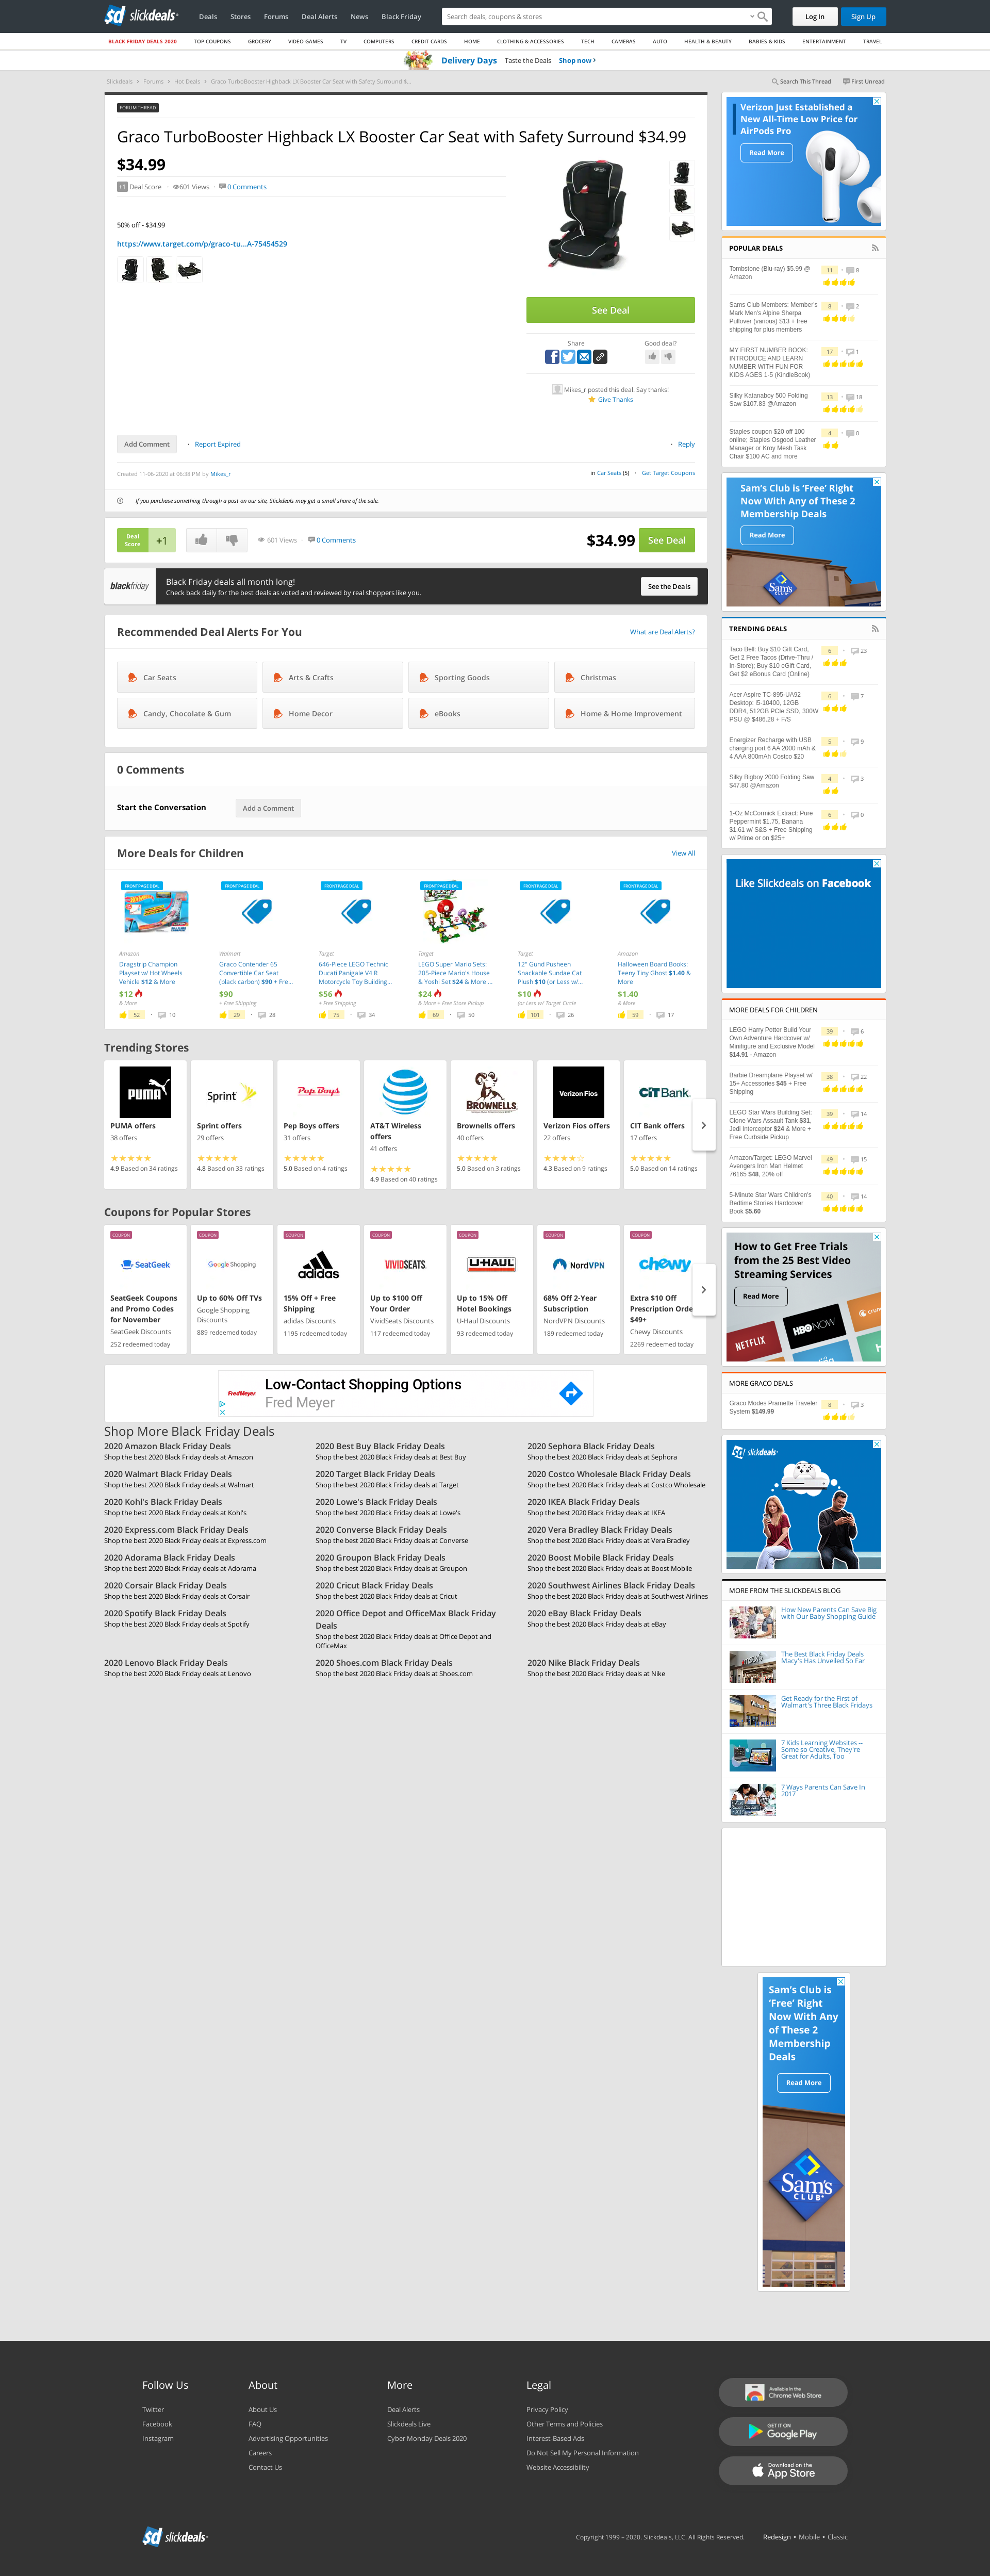 slickdeals
Deals
Stores
Forums
Deal Alerts
News
Black Friday
Search deals, coupons & stores
Log In
Sign Up
BLACK FRIDAY DEALS 2020
TOP COUPONS
GROCERY
VIDEO GAMES
TV
COMPUTERS
CREDIT CARDS
HOME
CLOTHING & ACCESSORIES
TECH
CAMERAS
AUTO
HEALTH & BEAUTY
BABIES & KIDS
ENTERTAINMENT
TRAVEL
Delivery Days Taste the Deals Shop now
Slickdeals
Forums
Hot Deals
Graco TurboBooster Highback LX Booster Car Seat with Safety Surround $...
Search This Thread
First Unread
FORUM THREAD
Graco TurboBooster Highback LX Booster Car Seat with Safety Surround $34.99
$34.99
+1 Deal Score
601 Views
0 Comments
50% off - $34.99
https://www.target.com/p/graco-tu...A-75454529
See Deal
Share
Good deal?
Mikes_r posted this deal. Say thanks!
Give Thanks
Add Comment
Report Expired
Reply
Created 11-06-2020 at 06:38 PM by Mikes_r
in Car Seats (5)
Get Target Coupons
If you purchase something through a post on our site, Slickdeals may get a small share of the sale.
Deal Score
+1
601 Views
0 Comments
$34.99
See Deal
blackfriday
Black Friday deals all month long!
Check back daily for the best deals as voted and reviewed by real shoppers like you.
See the Deals
Recommended Deal Alerts For You
What are Deal Alerts?
Car Seats
Arts & Crafts
Sporting Goods
Christmas
Candy, Chocolate & Gum
Home Decor
eBooks
Home & Home Improvement
0 Comments
Start the Conversation
Add a Comment
More Deals for Children
View All
FRONTPAGE DEAL
Amazon
Dragstrip Champion
Playset w/ Hot Wheels
Vehicle $12 & More
$12
& More
52
10
FRONTPAGE DEAL
Walmart
Graco Contender 65
Convertible Car Seat
(black carbon) $90 + Fre...
$90
+ Free Shipping
29
28
FRONTPAGE DEAL
Target
646-Piece LEGO Technic
Ducati Panigale V4 R
Motorcycle Toy Building...
$56
+ Free Shipping
75
34
FRONTPAGE DEAL
Target
LEGO Super Mario Sets:
205-Piece Mario's House
& Yoshi Set $24 & More ...
$24
& More + Free Store Pickup
69
50
FRONTPAGE DEAL
Target
12" Gund Pusheen
Snackable Sundae Cat
Plush $10 (or Less w/...
$10
(or Less w/ Target Circle
101
26
FRONTPAGE DEAL
Amazon
Halloween Board Books:
Teeny Tiny Ghost $1.40 &
More
$1.40
& More
59
17
Trending Stores
PUMA
PUMA offers
38 offers
4.9 Based on 34 ratings
Sprint
Sprint offers
29 offers
4.8 Based on 33 ratings
Pep Boys
Pep Boys offers
31 offers
5.0 Based on 4 ratings
AT&T Wireless
offers
41 offers
4.9 Based on 40 ratings
BROWNELLS
Brownells offers
40 offers
5.0 Based on 3 ratings
Verizon Fios
Verizon Fios offers
22 offers
4.3 Based on 9 ratings
CIT Bank
CIT Bank offers
17 offers
5.0 Based on 14 ratings
Coupons for Popular Stores
COUPON
SeatGeek
SeatGeek Coupons
and Promo Codes
for November
SeatGeek Discounts
252 redeemed today
COUPON
Google Shopping
Up to 60% Off TVs
Google Shopping
Discounts
889 redeemed today
COUPON
adidas
15% Off + Free
Shipping
adidas Discounts
1195 redeemed today
COUPON
VIVIDSEATS
Up to $100 Off
Your Order
VividSeats Discounts
117 redeemed today
COUPON
U-HAUL
Up to 15% Off
Hotel Bookings
U-Haul Discounts
93 redeemed today
COUPON
NordVPN
68% Off 2-Year
Subscription
NordVPN Discounts
189 redeemed today
COUPON
chewy
Extra $10 Off
Prescription Orde
$49+
Chewy Discounts
2269 redeemed today
Fred Meyer
Low-Contact Shopping Options
Fred Meyer
Shop More Black Friday Deals
2020 Amazon Black Friday Deals
Shop the best 2020 Black Friday deals at Amazon
2020 Best Buy Black Friday Deals
Shop the best 2020 Black Friday deals at Best Buy
2020 Sephora Black Friday Deals
Shop the best 2020 Black Friday deals at Sephora
2020 Walmart Black Friday Deals
Shop the best 2020 Black Friday deals at Walmart
2020 Target Black Friday Deals
Shop the best 2020 Black Friday deals at Target
2020 Costco Wholesale Black Friday Deals
Shop the best 2020 Black Friday deals at Costco Wholesale
2020 Kohl's Black Friday Deals
Shop the best 2020 Black Friday deals at Kohl's
2020 Lowe's Black Friday Deals
Shop the best 2020 Black Friday deals at Lowe's
2020 IKEA Black Friday Deals
Shop the best 2020 Black Friday deals at IKEA
2020 Express.com Black Friday Deals
Shop the best 2020 Black Friday deals at Express.com
2020 Converse Black Friday Deals
Shop the best 2020 Black Friday deals at Converse
2020 Vera Bradley Black Friday Deals
Shop the best 2020 Black Friday deals at Vera Bradley
2020 Adorama Black Friday Deals
Shop the best 2020 Black Friday deals at Adorama
2020 Groupon Black Friday Deals
Shop the best 2020 Black Friday deals at Groupon
2020 Boost Mobile Black Friday Deals
Shop the best 2020 Black Friday deals at Boost Mobile
2020 Corsair Black Friday Deals
Shop the best 2020 Black Friday deals at Corsair
2020 Cricut Black Friday Deals
Shop the best 2020 Black Friday deals at Cricut
2020 Southwest Airlines Black Friday Deals
Shop the best 2020 Black Friday deals at Southwest Airlines
2020 Spotify Black Friday Deals
Shop the best 2020 Black Friday deals at Spotify
2020 Office Depot and OfficeMax Black Friday
Deals
Shop the best 2020 Black Friday deals at Office Depot and
OfficeMax
2020 eBay Black Friday Deals
Shop the best 2020 Black Friday deals at eBay
2020 Lenovo Black Friday Deals
Shop the best 2020 Black Friday deals at Lenovo
2020 Shoes.com Black Friday Deals
Shop the best 2020 Black Friday deals at Shoes.com
2020 Nike Black Friday Deals
Shop the best 2020 Black Friday deals at Nike
Verizon Just Established a
New All-Time Low Price for
AirPods Pro
Read More
POPULAR DEALS
Tombstone (Blu-ray) $5.99 @
Amazon
11
8
Sams Club Members: Member's
Mark Men's Alpine Sherpa
Pullover (various) $13 + free
shipping for plus members
8
2
MY FIRST NUMBER BOOK:
INTRODUCE AND LEARN
NUMBER WITH FUN FOR
KIDS AGES 1-5 (KindleBook)
17
1
Silky Katanaboy 500 Folding
Saw $107.83 @Amazon
13
18
Staples coupon $20 off 100
online; Staples Osgood Leather
Manager or Kroy Mesh Task
Chair $100 AC and more
4
0
Sam's Club is 'Free' Right
Now With Any of These 2
Membership Deals
Read More
Sam's
TRENDING DEALS
Taco Bell: Buy $10 Gift Card,
Get 2 Free Tacos (Drive-Thru /
In-Store); Buy $10 eGift Card,
Get $2 eBonus Card (Online)
6
23
Acer Aspire TC-895-UA92
Desktop: i5-10400, 12GB
DDR4, 512GB PCIe SSD, 300W
PSU @ $486.28 + F/S
6
7
Energizer Recharge with USB
charging port 6 AA 2000 mAh &
4 AAA 800mAh Costco $20
5
9
Silky Bigboy 2000 Folding Saw
$47.80 @Amazon
4
3
1-Oz McCormick Extract: Pure
Peppermint $1.75, Banana
$1.61 w/ S&S + Free Shipping
w/ Prime or on $25+
6
0
Like Slickdeals on Facebook
MORE DEALS FOR CHILDREN
LEGO Harry Potter Build Your
Own Adventure Hardcover w/
Minifigure and Exclusive Model
$14.91 - Amazon
39
6
Barbie Dreamplane Playset w/
15+ Accessories $45 + Free
Shipping
38
22
LEGO Star Wars Building Set:
Clone Wars Assault Tank $31,
Jedi Interceptor $24 & More +
Free Curbside Pickup
39
14
Amazon/Target: LEGO Marvel
Avengers Iron Man Helmet
76165 $48, 20% off
49
15
5-Minute Star Wars Children's
Bedtime Stories Hardcover
Book $5.60
40
14
How to Get Free Trials
from the 25 Best Video
Streaming Services
Read More
NETFLIX
HBO NOW
MORE GRACO DEALS
Graco Modes Pramette Traveler
System $149.99
8
3
slickdeals
MORE FROM THE SLICKDEALS BLOG
How New Parents Can Save Big
with Our Baby Shopping Guide
The Best Black Friday Deals
Macy's Has Unveiled So Far
Get Ready for the First of
Walmart's Three Black Fridays
7 Kids Learning Websites --
Some so Creative, They're
Great for Adults, Too
7 Ways Parents Can Save In
2017
Sam's Club is
'Free' Right
Now With Any
of These 2
Membership
Deals
Read More
Sam's
CLUB
Follow Us
Twitter
Facebook
Instagram
About
About Us
FAQ
Advertising Opportunities
Careers
Contact Us
More
Deal Alerts
Slickdeals Live
Cyber Monday Deals 2020
Legal
Privacy Policy
Other Terms and Policies
Interest-Based Ads
Do Not Sell My Personal Information
Website Accessibility
Available in the
Chrome Web Store
GET IT ON
Google Play
Download on the
App Store
slickdeals
Copyright 1999 - 2020. Slickdeals, LLC. All Rights Reserved.
Redesign • Mobile • Classic